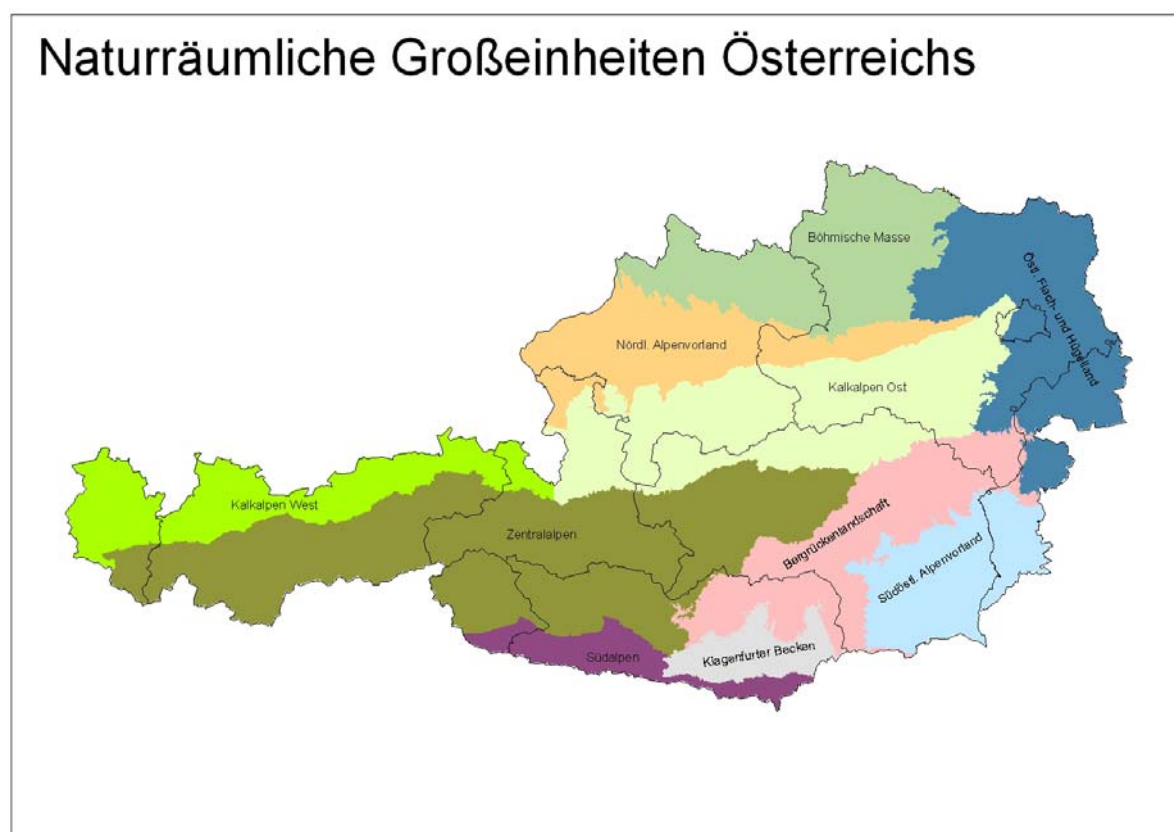 Naturräumliche Großeinheiten Österreichs
Böhmische Masse
Östl. Flach- und Hügelland
Nördl. Alpenvorland
Kalkalpen Ost
Kalkalpen West
Zentralalpen
Bergrückenlandschaft
Südöstl. Alpenvorland
Südalpen
Klagenfurter Becken